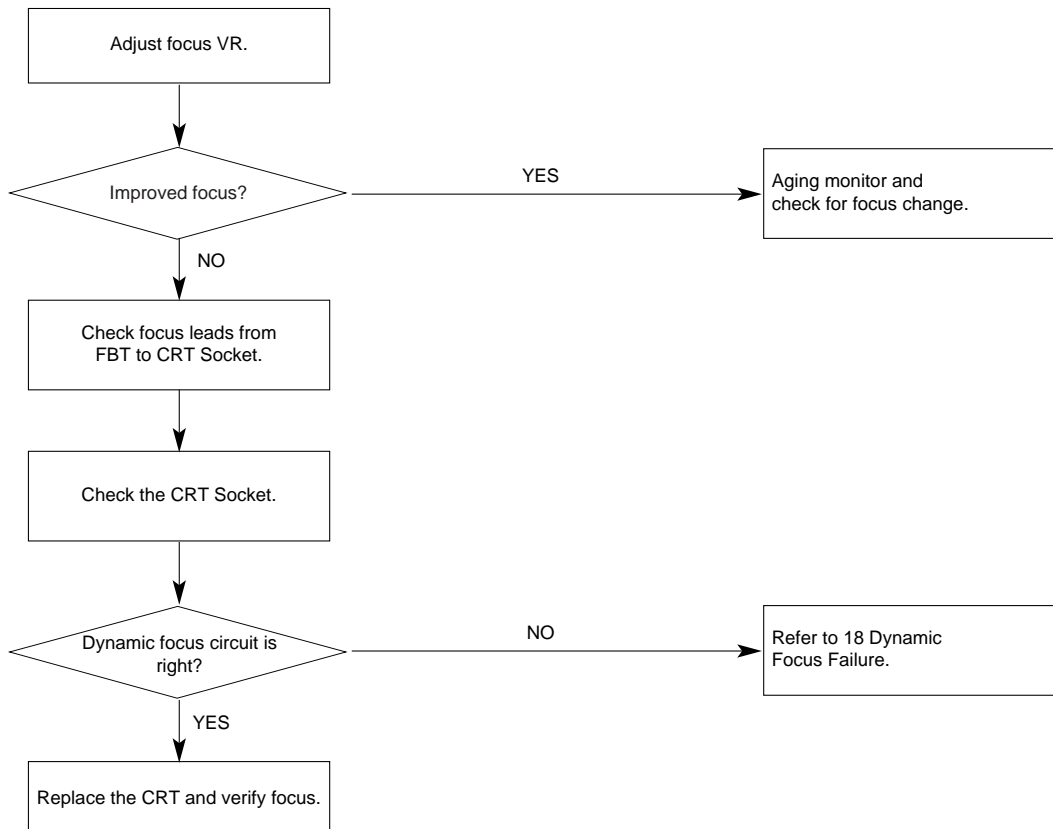 Adjust focus VR.
Improved focus?
YES
Aging monitor and
check for focus change.
NO
Check focus leads from
FBT to CRT Socket.
Check the CRT Socket.
Dynamic focus circuit is
right?
NO
Refer to 18 Dynamic
Focus Failure.
YES
Replace the CRT and verify focus.